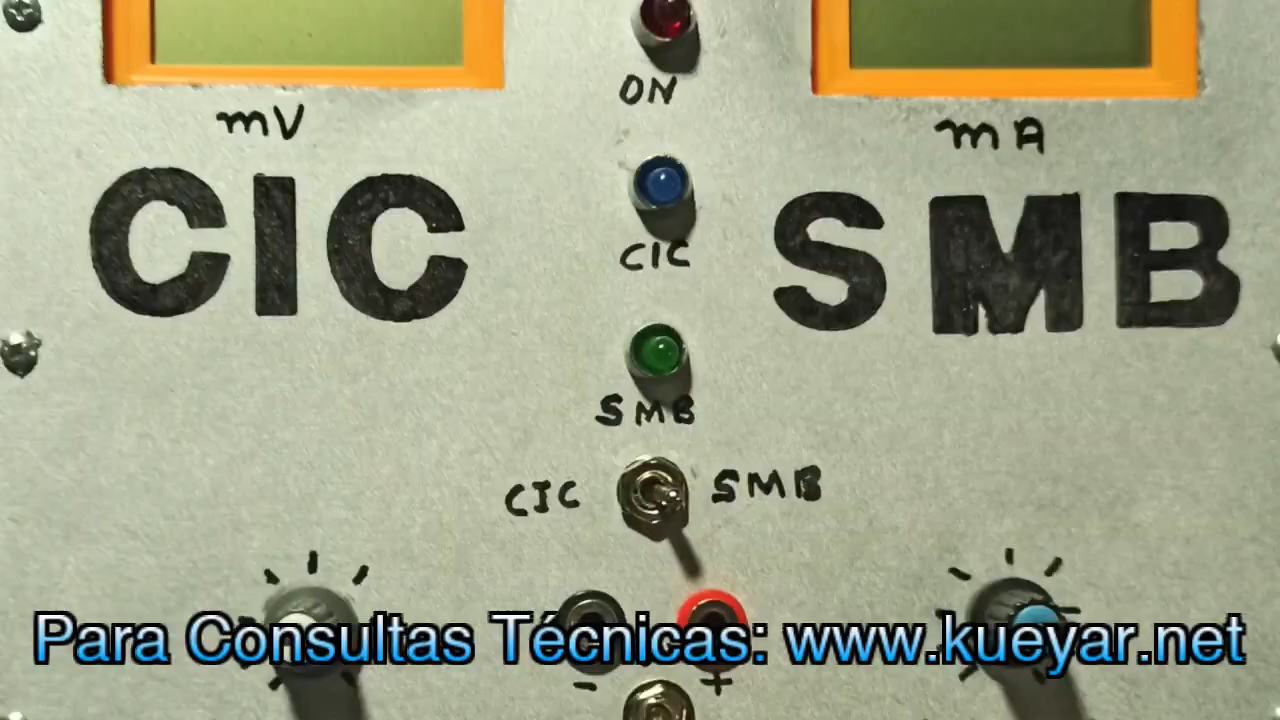 ON
mV
mA
CIC
CIC
SMB
SMB
CIC
SMB
Para Consultas Técnicas: www.kueyar.net
- +